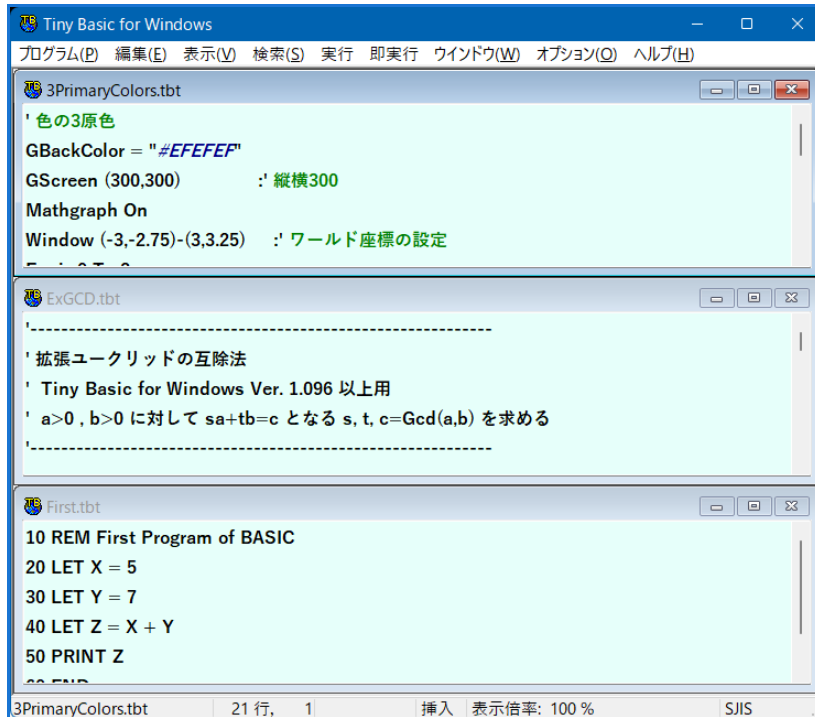 Tiny Basic for Windows
プログラム(P) 編集(E) 表示(V) 検索(S) 実行 即実行 ウインドウ(W) オプション(O) ヘルプ(H)
3PrimaryColors.tbt
' 色の3原色
GBackColor = "#EFEFEF"
GScreen (300,300) :' 縦横300
Mathgraph On
Window (-3,-2.75)-(3,3.25) :' ワールド座標の設定
ExGCD.tbt
'------------------------------------------------------------
' 拡張ユークリッドの互除法
' Tiny Basic for Windows Ver. 1.096 以上用
' a>0 , b>0 に対して sa+tb=c となる s, t, c=Gcd(a,b) を求める
'------------------------------------------------------------
First.tbt
10 REM First Program of BASIC
20 LET X = 5
30 LET Y = 7
40 LET Z = X + Y
50 PRINT Z
60 END
3PrimaryColors.tbt 21 行, 1 挿入 表示倍率: 100 % SJIS